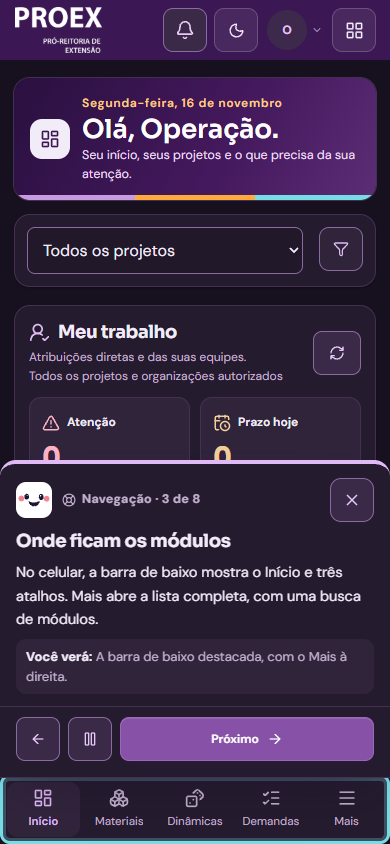 PROEX
PRÓ-REITORIA DE
EXTENSÃO
O
Segunda-feira, 16 de novembro
Olá, Operação.
Seu início, seus projetos e o que precisa da sua
atenção.
Todos os projetos
Meu trabalho
Atribuições diretas e das suas equipes.
Todos os projetos e organizações autorizados
Atenção
Prazo hoje
0
0
Navegação · 3 de 8
Onde ficam os módulos
No celular, a barra de baixo mostra o Início e três
atalhos. Mais abre a lista completa, com uma busca
de módulos.
Você verá: A barra de baixo destacada, com o Mais à
direita.
Próximo
Início
Materiais
Dinâmicas
Demandas
Mais